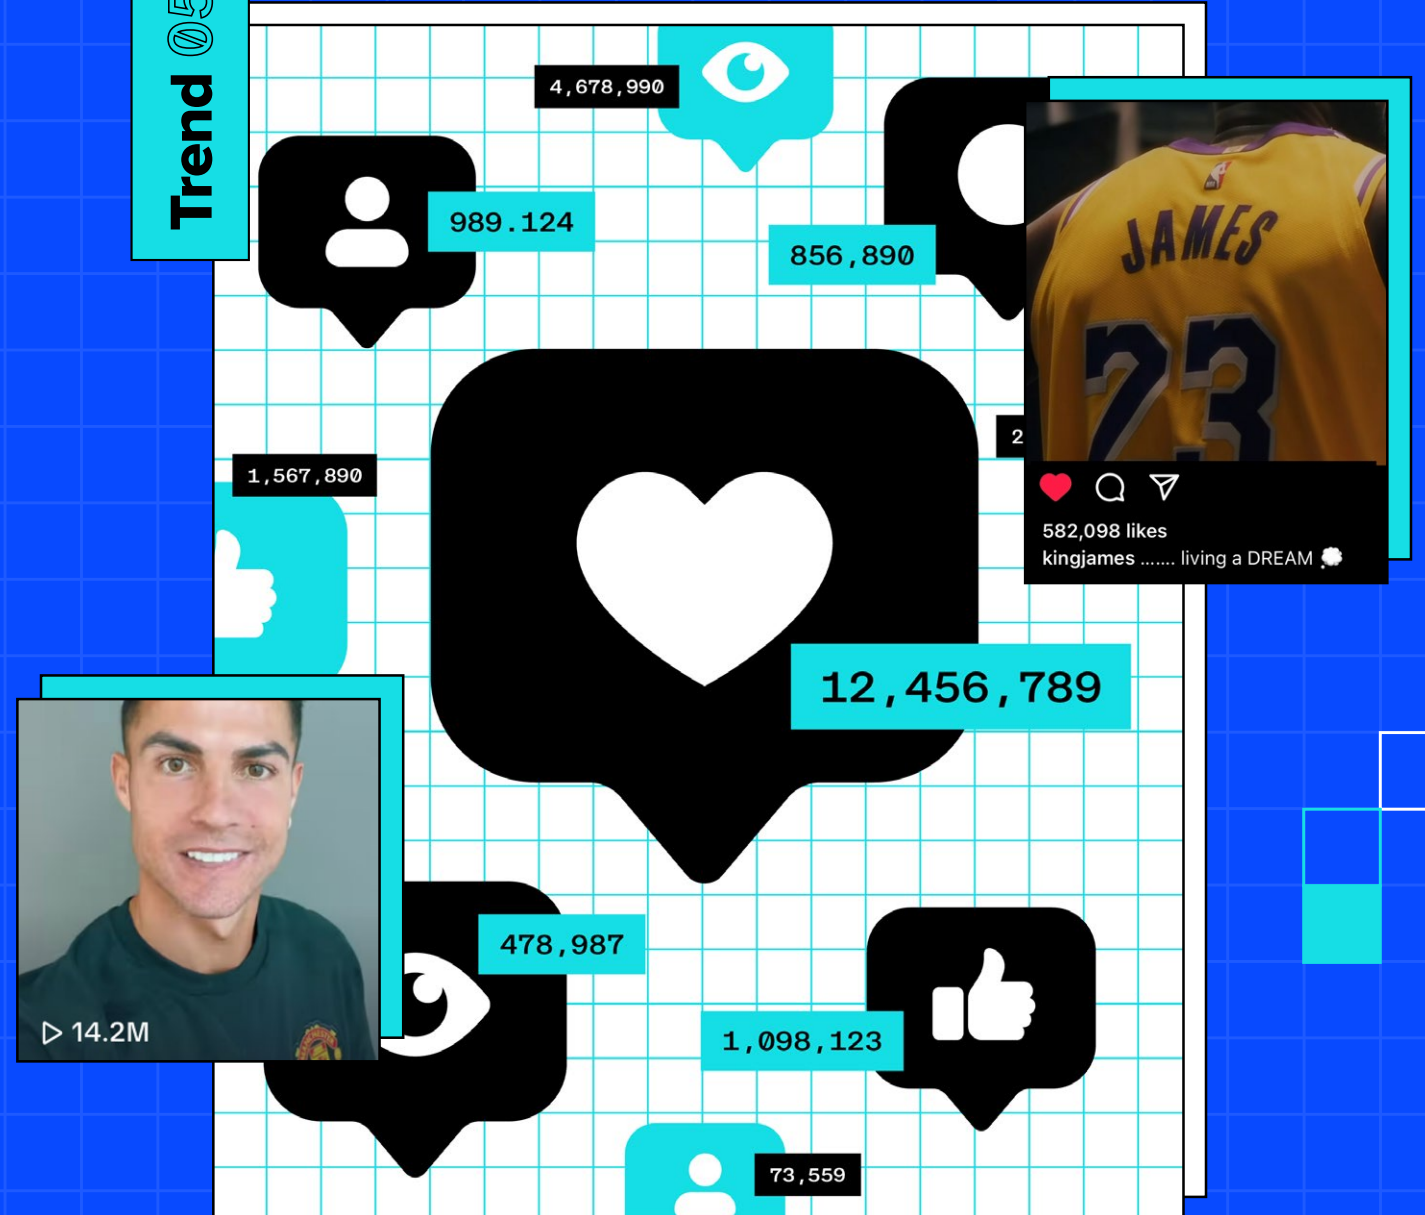 Trend 05
4,678,990
989.124
856,890
JAMES
23
1,567,890
2
582,098 likes
kingjames ....... living a DREAM 💭
12,456,789
478,987
14.2M
1,098,123
73,559